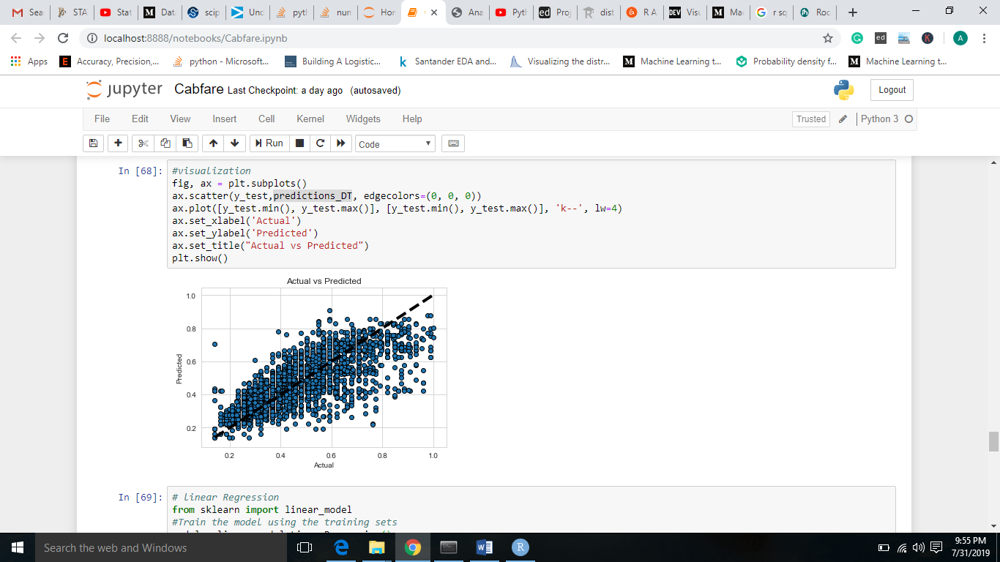 Sea
STA
Stat
Dat
scip
Und
pyt
nun
Hor
Ana
Pyt
Proj
dist
R A
Visu
Mac
r sq
Roc
localhost:8888/notebooks/Cabfare.ipynb
Apps
Accuracy, Precision,...
python - Microsoft...
Building A Logistic...
Santander EDA and...
Visualizing the distr...
Machine Learning t...
Probability density f...
Machine Learning t...
jupyter Cabfare Last Checkpoint: a day ago (autosaved)
Logout
File Edit View Insert Cell Kernel Widgets Help
Trusted
Python 3
Run
Code
In [68]:
#visualization
fig, ax = plt.subplots()
ax.scatter(y_test,predictions_DT, edgecolors=(0, 0, 0))
ax.plot([y_test.min(), y_test.max()], [y_test.min(), y_test.max()], 'k--', lw=4)
ax.set_xlabel('Actual')
ax.set_ylabel('Predicted')
ax.set_title("Actual vs Predicted")
plt.show()
Actual vs Predicted
1.0
0.8
0.6
0.4
0.2
Predicted
0.2 0.4 0.6 0.8 1.0
Actual
In [69]:
# linear Regression
from sklearn import linear_model
#Train the model using the training sets
Search the web and Windows
9:55 PM
7/31/2019